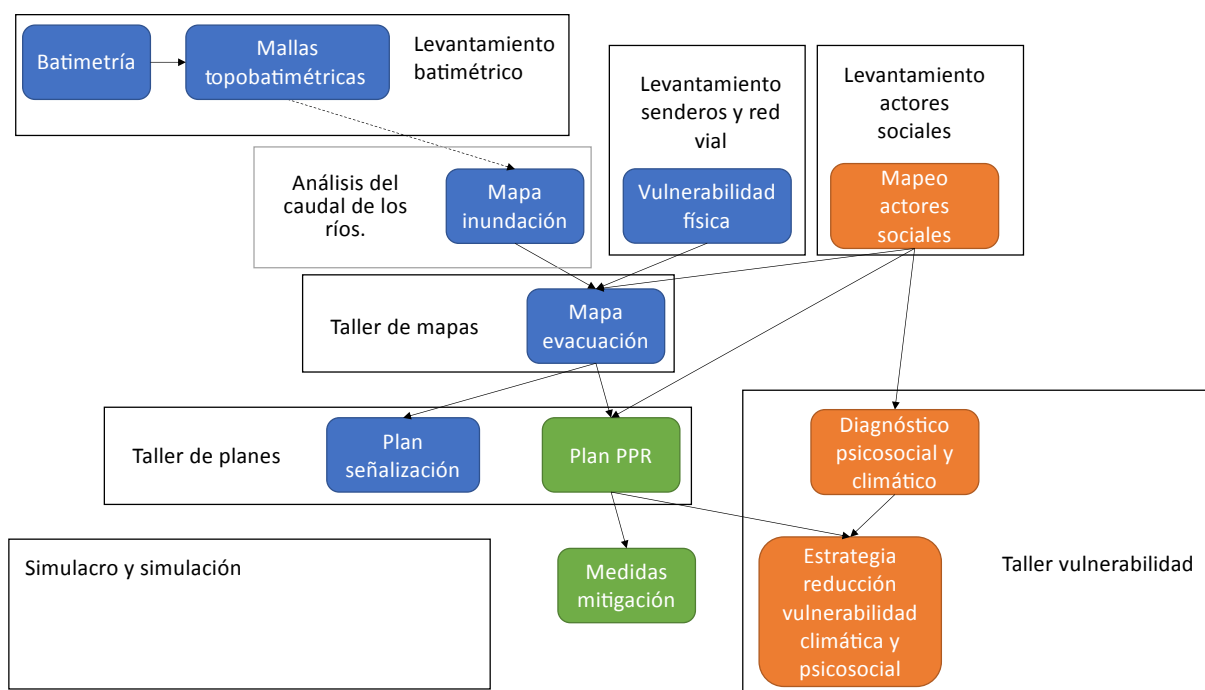 Batimetría
Mallas
topobatimétricas
Levantamiento
batimétrico
Levantamiento
senderos y red
vial
Levantamiento
actores
sociales
Análisis del
caudal de los
ríos.
Mapa
inundación
Vulnerabilidad
física
Mapeo
actores
sociales
Taller de mapas
Mapa
evacuación
Taller de planes
Plan
señalización
Plan PPR
Diagnóstico
psicosocial y
climático
Simulacro y simulación
Medidas
mitigación
Estrategia
reducción
vulnerabilidad
climática y
psicosocial
Taller vulnerabilidad